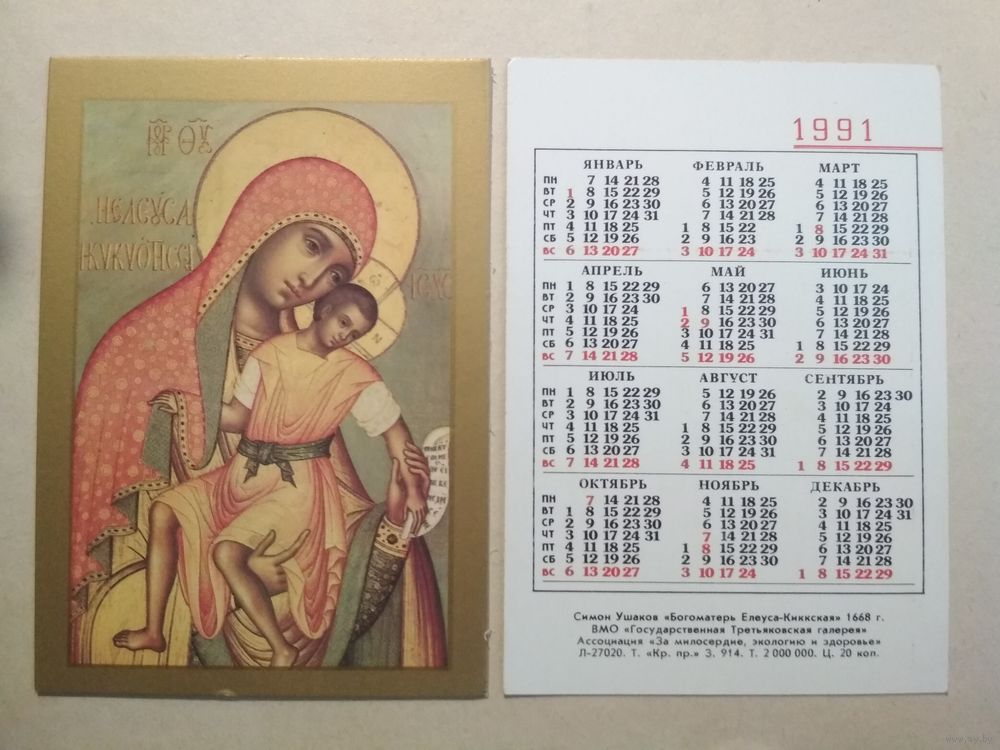 ΘΥ
1991
ЯНВАРЬ ФЕВРАЛЬ МАРТ
ПН 7 14 21 28 4 11 18 25 4 11 18 25
ВТ 1 8 15 22 29 5 12 19 26 5 12 19 26
СР 2 9 16 23 30 6 13 20 27 6 13 20 27
ЧТ 3 10 17 24 31 7 14 21 28 7 14 21 28
ПТ 4 11 18 25 1 8 15 22 1 8 15 22 29
СБ 5 12 19 26 2 9 16 23 2 9 16 23 30
ВС 6 13 20 27 3 10 17 24 3 10 17 24 31
АПРЕЛЬ МАЙ ИЮНЬ
ПН 1 8 15 22 29 6 13 20 27 3 10 17 24
ВТ 2 9 16 23 30 7 14 21 28 4 11 18 25
СР 3 10 17 24 1 8 15 22 29 5 12 19 26
ЧТ 4 11 18 25 2 9 16 23 30 6 13 20 27
ПТ 5 12 19 26 3 10 17 24 31 7 14 21 28
СБ 6 13 20 27 4 11 18 25 1 8 15 22 29
ВС 7 14 21 28 5 12 19 26 2 9 16 23 30
ИЮЛЬ АВГУСТ СЕНТЯБРЬ
ПН 1 8 15 22 29 5 12 19 26 2 9 16 23 30
ВТ 2 9 16 23 30 6 13 20 27 3 10 17 24
СР 3 10 17 24 31 7 14 21 28 4 11 18 25
ЧТ 4 11 18 25 1 8 15 22 29 5 12 19 26
ПТ 5 12 19 26 2 9 16 23 30 6 13 20 27
СБ 6 13 20 27 3 10 17 24 31 7 14 21 28
ВС 7 14 21 28 4 11 18 25 1 8 15 22 29
ОКТЯБРЬ НОЯБРЬ ДЕКАБРЬ
ПН 7 14 21 28 4 11 18 25 2 9 16 23 30
ВТ 1 8 15 22 29 5 12 19 26 3 10 17 24 31
СР 2 9 16 23 30 6 13 20 27 4 11 18 25
ЧТ 3 10 17 24 31 7 14 21 28 5 12 19 26
ПТ 4 11 18 25 1 8 15 22 29 6 13 20 27
СБ 5 12 19 26 2 9 16 23 30 7 14 21 28
ВС 6 13 20 27 3 10 17 24 1 8 15 22 29
Симон Ушаков «Богоматерь Елеуса-Киккская» 1668 г.
ВМО «Государственная Третьяковская галерея»
Ассоциация «За милосердие, экологию и здоровье»
Л-27020. Т. «Кр. пр.» З. 914. Т. 2 000 000. Ц. 20 коп.